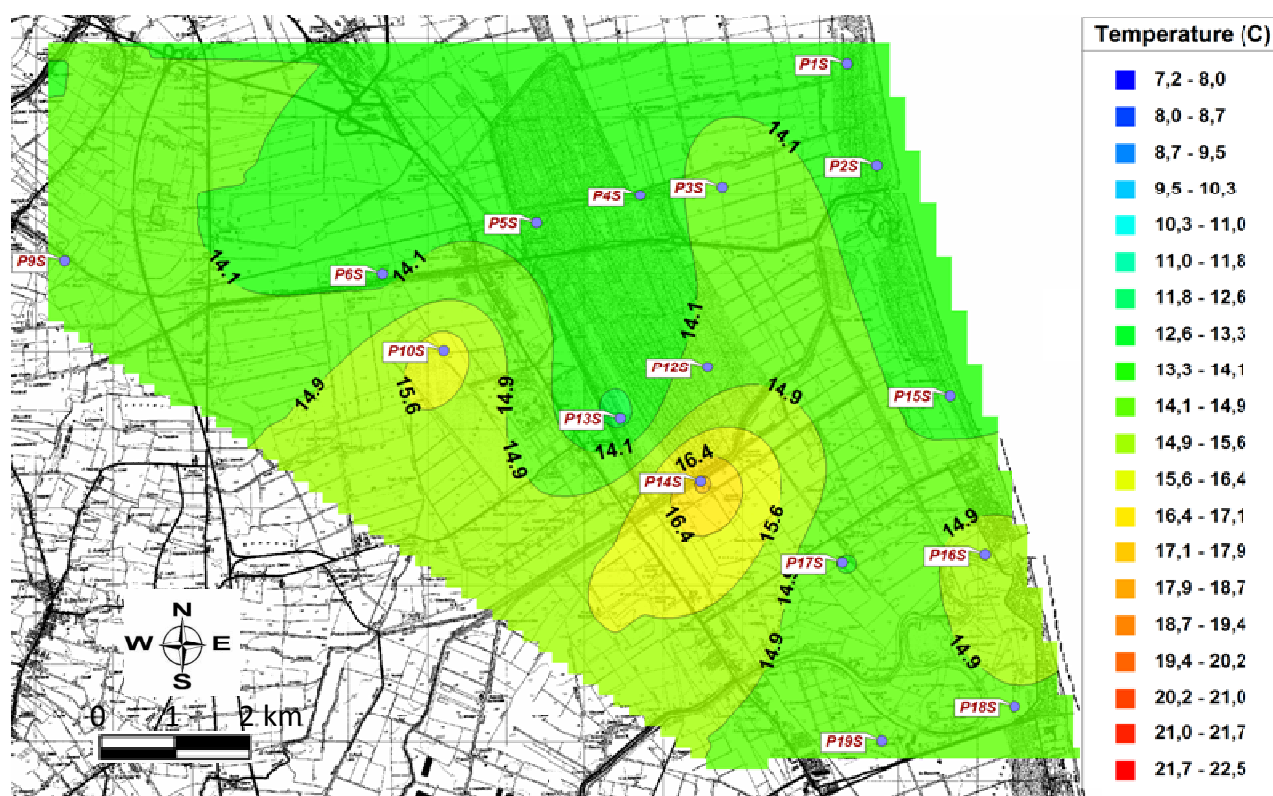 Temperature (C)
7,2 - 8,0
8,0 - 8,7
8,7 - 9,5
9,5 - 10,3
10,3 - 11,0
11,0 - 11,8
11,8 - 12,6
12,6 - 13,3
13,3 - 14,1
14,1 - 14,9
14,9 - 15,6
15,6 - 16,4
16,4 - 17,1
17,1 - 17,9
17,9 - 18,7
18,7 - 19,4
19,4 - 20,2
20,2 - 21,0
21,0 - 21,7
21,7 - 22,5
P1S
14.1
P2S
P3S
P4S
P5S
P9S
14.1
P6S
14.1
14.1
P10S
P12S
14.9
15.6
14.9
14.9
P15S
P13S
14.1
14.9
16.4
P14S
16.4
15.6
14.9
P16S
P17S
14.9
14.9
14.9
P18S
P19S
N
W E
S
0 1 2 km